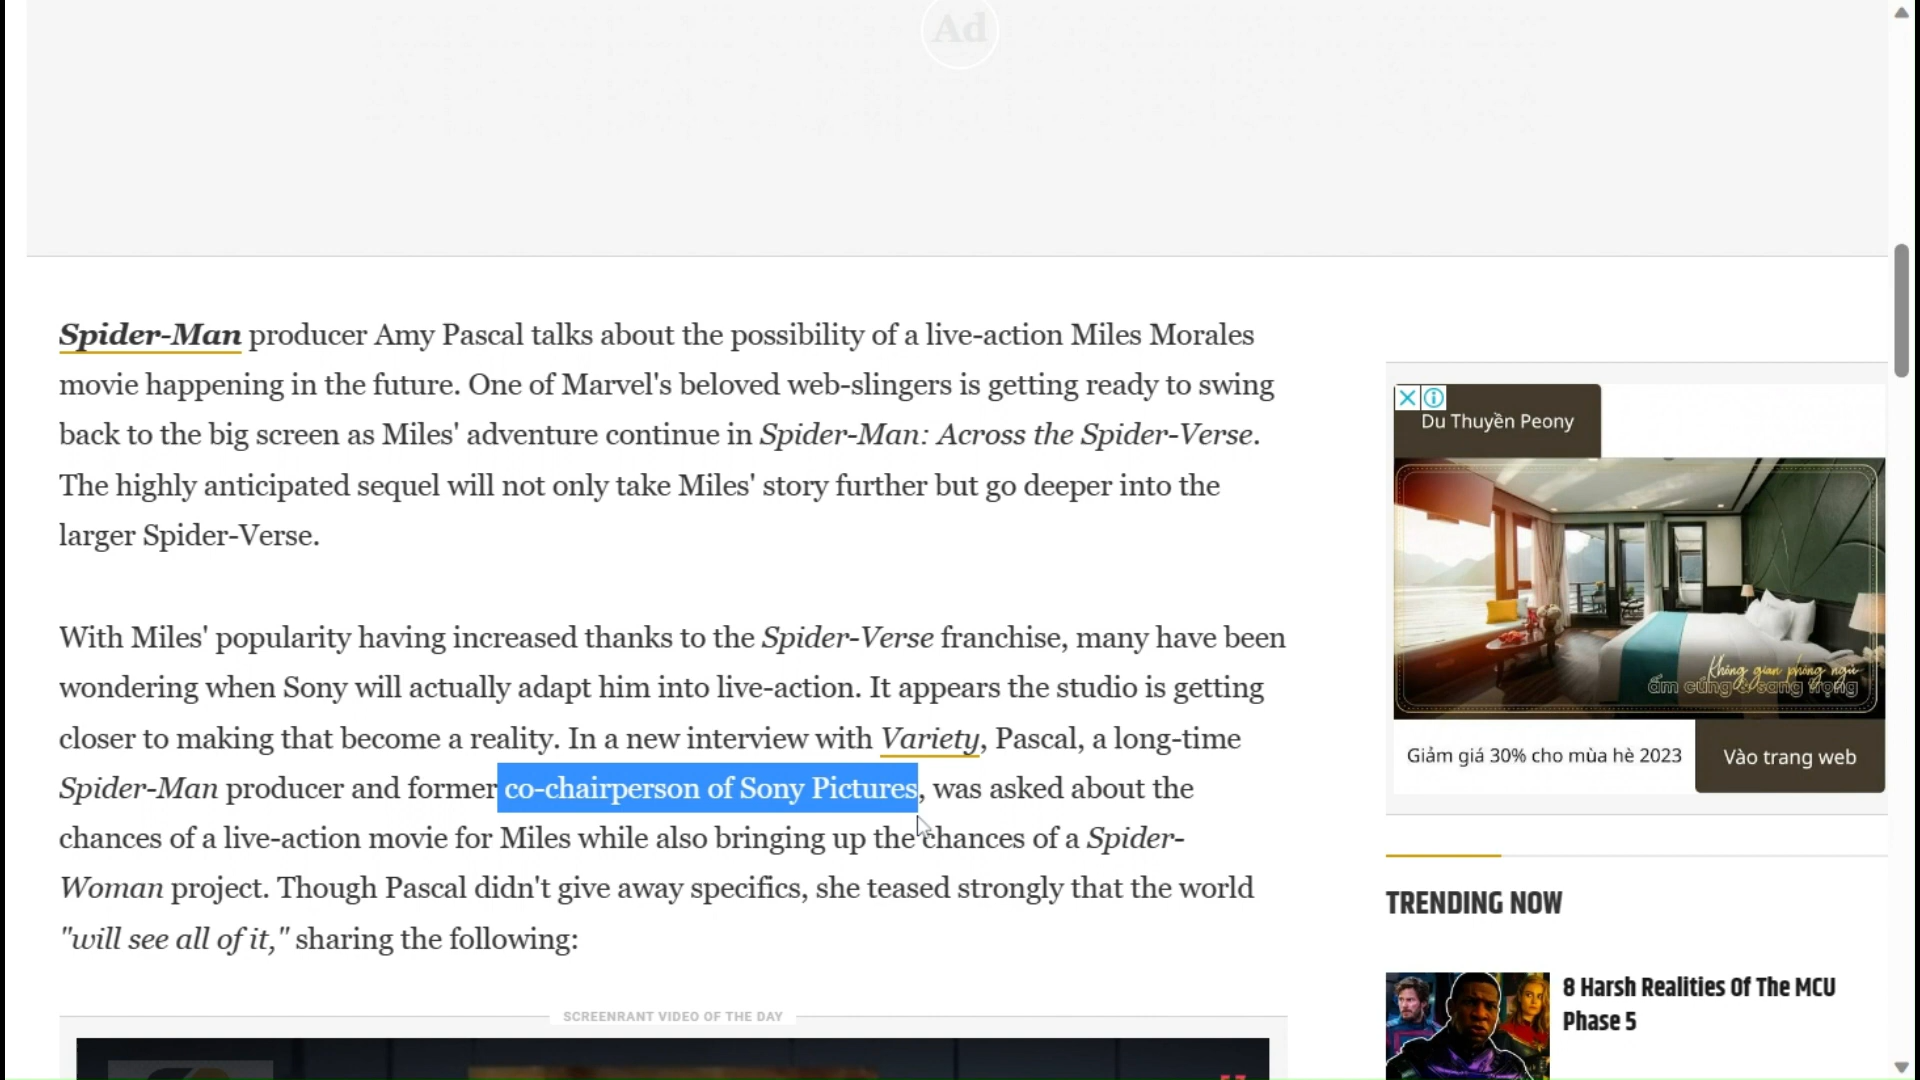 Ad
Spider-Man producer Amy Pascal talks about the possibility of a live-action Miles Morales
movie happening in the future. One of Marvel's beloved web-slingers is getting ready to swing
back to the big screen as Miles' adventure continue in Spider-Man: Across the Spider-Verse.
The highly anticipated sequel will not only take Miles' story further but go deeper into the
larger Spider-Verse.
With Miles' popularity having increased thanks to the Spider-Verse franchise, many have been
wondering when Sony will actually adapt him into live-action. It appears the studio is getting
closer to making that become a reality. In a new interview with Variety, Pascal, a long-time
Spider-Man producer and former co-chairperson of Sony Pictures, was asked about the
chances of a live-action movie for Miles while also bringing up the chances of a Spider-
Woman project. Though Pascal didn't give away specifics, she teased strongly that the world
"will see all of it," sharing the following:
SCREENRANT VIDEO OF THE DAY
Du Thuyền Peony
Không gian phòng ngủ
ấm cúng & sang trọng
Giảm giá 30% cho mùa hè 2023
Vào trang web
TRENDING NOW
8 Harsh Realities Of The MCU
Phase 5